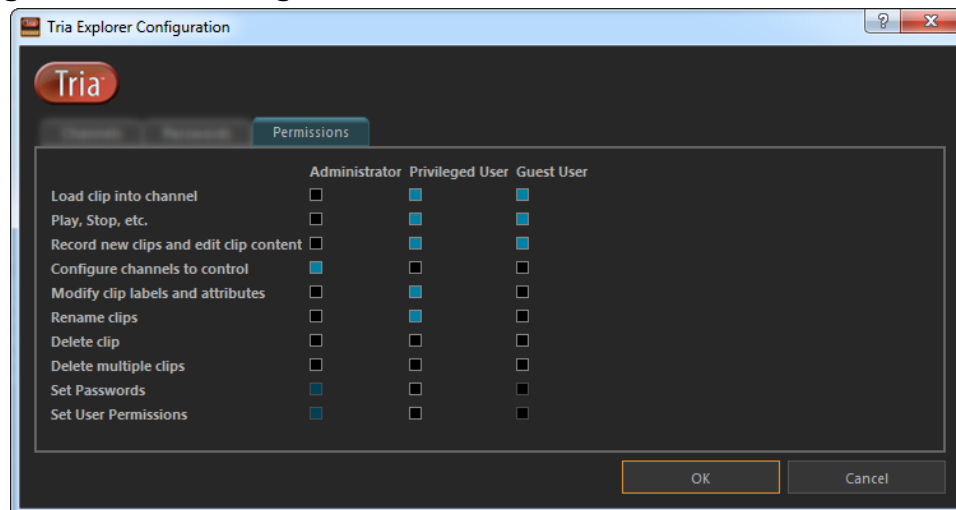 Tria Explorer Configuration
Tria
Permissions
Administrator Privileged User Guest User
Load clip into channel
Play, Stop, etc.
Record new clips and edit clip content
Configure channels to control
Modify clip labels and attributes
Rename clips
Delete clip
Delete multiple clips
Set Passwords
Set User Permissions
OK Cancel